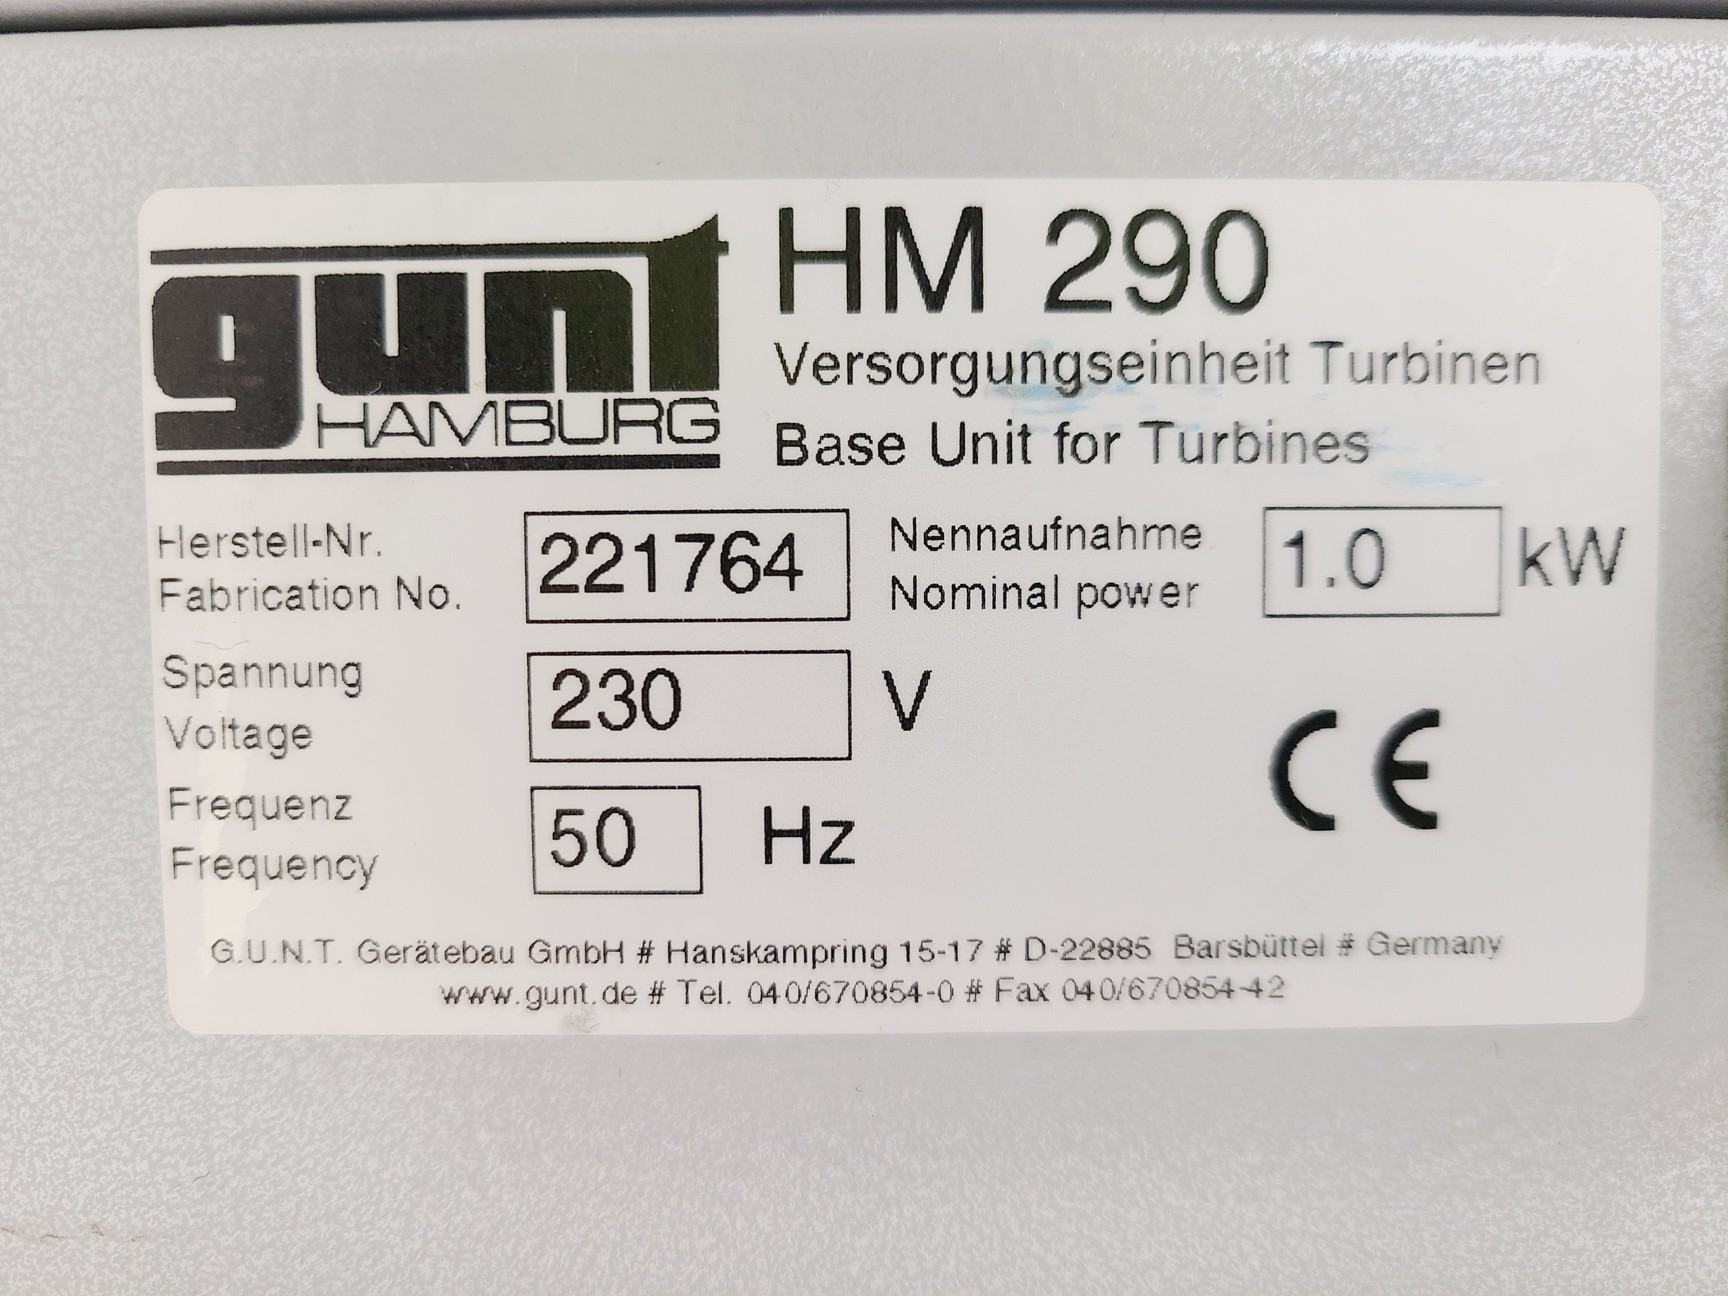 gunt
HAMBURG
HM 290
Versorgungseinheit Turbinen
Base Unit for Turbines
Herstell-Nr.
Fabrication No.
221764
Nennaufnahme
Nominal power
1.0 kW
Spannung
Voltage
230 V
Frequenz
Frequency
50 Hz
CE
G.U.N.T. Gerätebau GmbH # Hanskampring 15-17 # D-22885 Barsbüttel # Germany
www.gunt.de # Tel. 040/670854-0 # Fax 040/670854-42